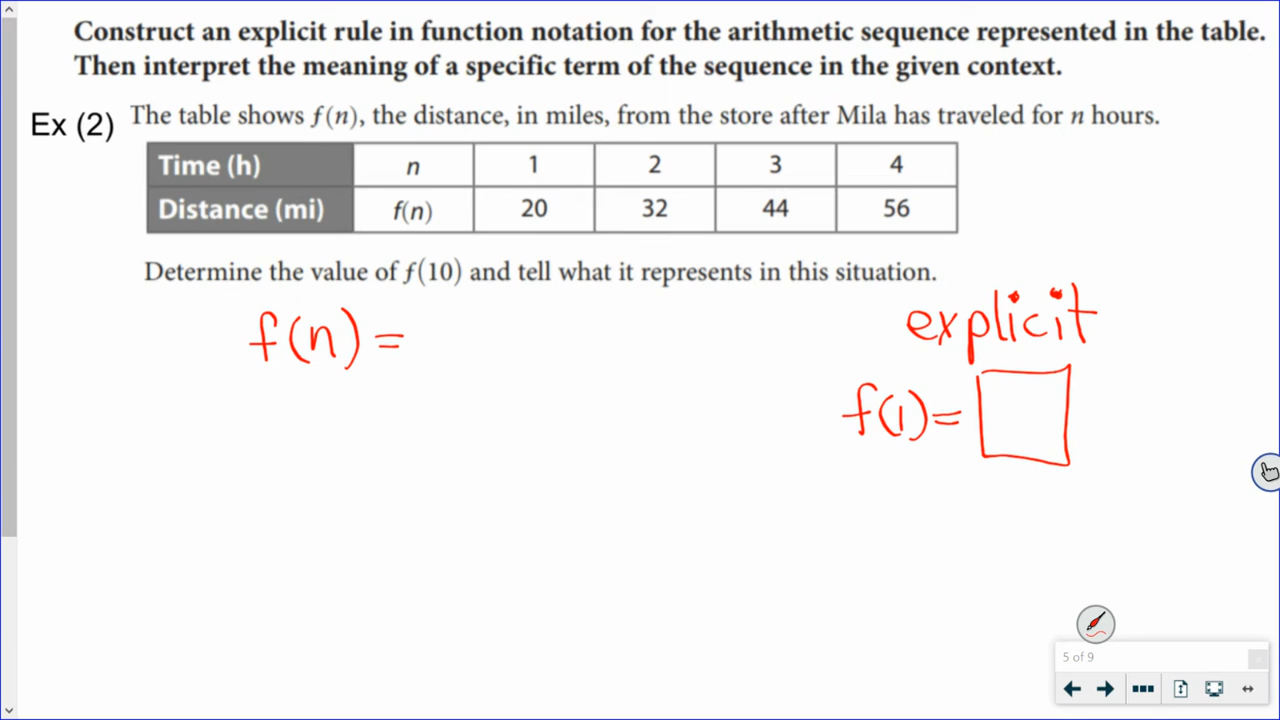 Construct an explicit rule in function notation for the arithmetic sequence represented in the table.
Then interpret the meaning of a specific term of the sequence in the given context.
Ex (2) The table shows f(n), the distance, in miles, from the store after Mila has traveled for n hours.
Time (h) n 1 2 3 4
Distance (mi) f(n) 20 32 44 56
Determine the value of f(10) and tell what it represents in this situation.
f(n) =
explicit
f(1) =
5 of 9